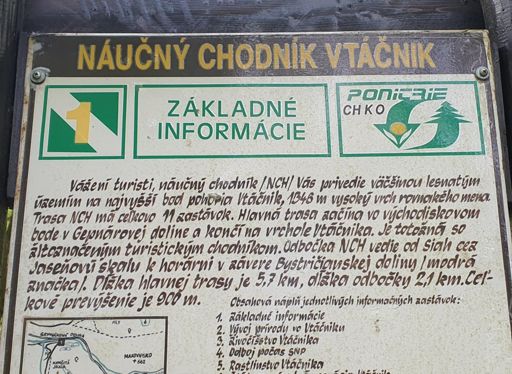 NÁUČNÝ CHODNÍK VTÁČNIK
1
ZÁKLADNÉ
INFORMÁCIE
PONITRIE
CHKO
Vážení turisti, náučný chodník /NCH/ Vás privedie väčšinou lesnatým
územím na najvyšší bod pohoria Vtáčnik, 1346 m vysoký vrch rovnakého mena.
Trasa NCH má celkovo 11 zastávok. Hlavná trasa začína vo východiskovom
bode v Gepnárovej doline a končí na vrchole Vtáčnika. Je totožná so
žltoznačeným turistickým chodníkom. Odbočka NCH vedie od Siah cez
Jaseňovú skalu k horárni v závere Bystričianskej doliny /modrá
značka/. Dĺžka hlavnej trasy je 5,7 km, dĺžka odbočky 2,1 km. Cel-
kové prevýšenie je 900 m.
Obsahová náplň jednotlivých informačných zastávok:
1. Základné informácie
2. Vývoj prírody vo Vtáčniku
3. Živočíšstvo Vtáčnika
4. Odboj počas SNP
5. Rastlinstvo Vtáčnika